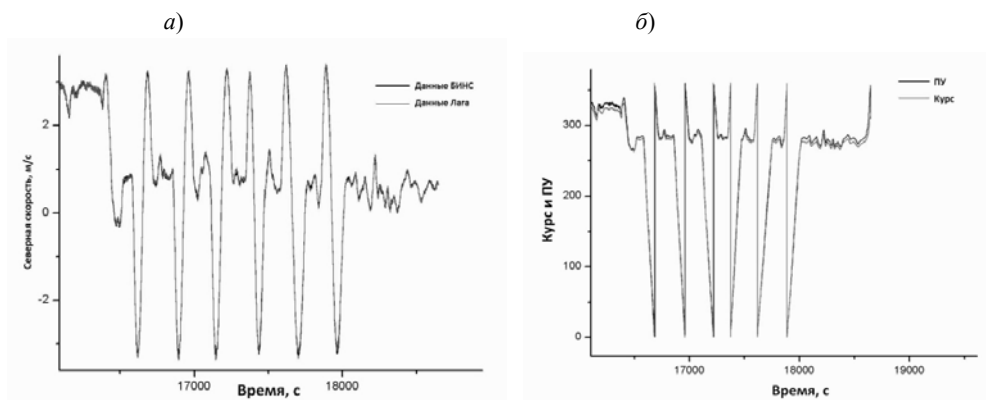 а) б)
Северная скорость, м/с
2
0
-2
Данные БИНС
Данные Лага
17000 18000
Время, с
Курс и ПУ
300
200
100
0
ПУ
Курс
17000 18000 19000
Время, с